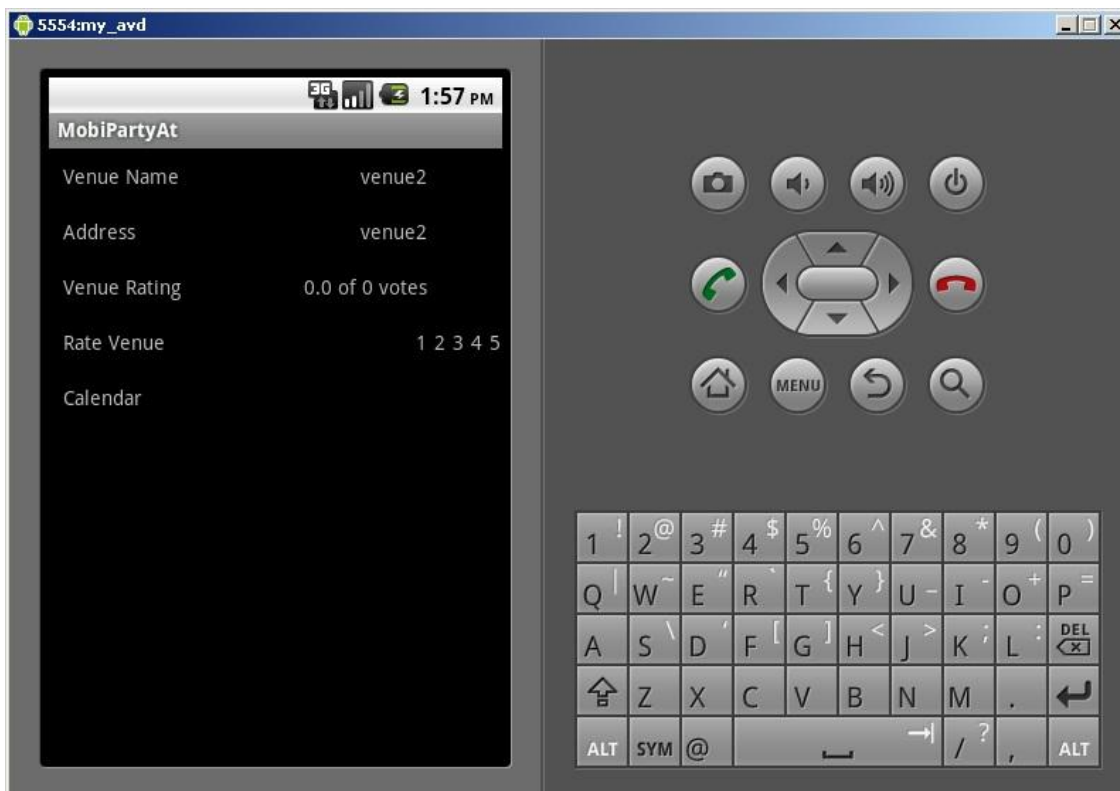 5554:my_avd
3G 1:57 PM
MobiPartyAt
Venue Name venue2
Address venue2
Venue Rating 0.0 of 0 votes
Rate Venue 1 2 3 4 5
Calendar
MENU
1 ! 2 @ 3 # 4 $ 5 % 6 ^ 7 & 8 * 9 ( 0 )
Q | W ~ E " R ` T { Y } U _ I - O + P =
A S \ D ' F [ G ] H < J > K ; L : DEL
Z X C V B N M .
ALT SYM @ / ? , ALT